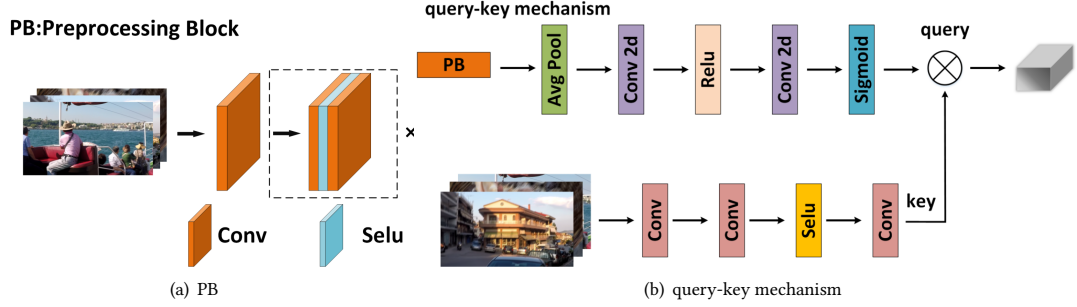 PB:Preprocessing Block
Conv
Selu
×
(a) PB
query-key mechanism
PB
Avg Pool
Conv 2d
Relu
Conv 2d
Sigmoid
query
Conv
Conv
Selu
Conv
key
(b) query-key mechanism